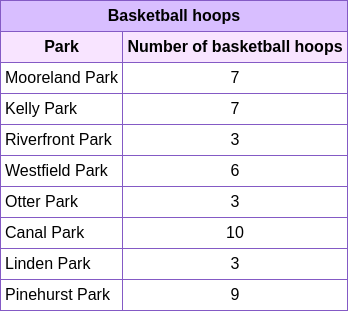 Basketball hoops
Park Number of basketball hoops
Mooreland Park 7
Kelly Park 7
Riverfront Park 3
Westfield Park 6
Otter Park 3
Canal Park 10
Linden Park 3
Pinehurst Park 9